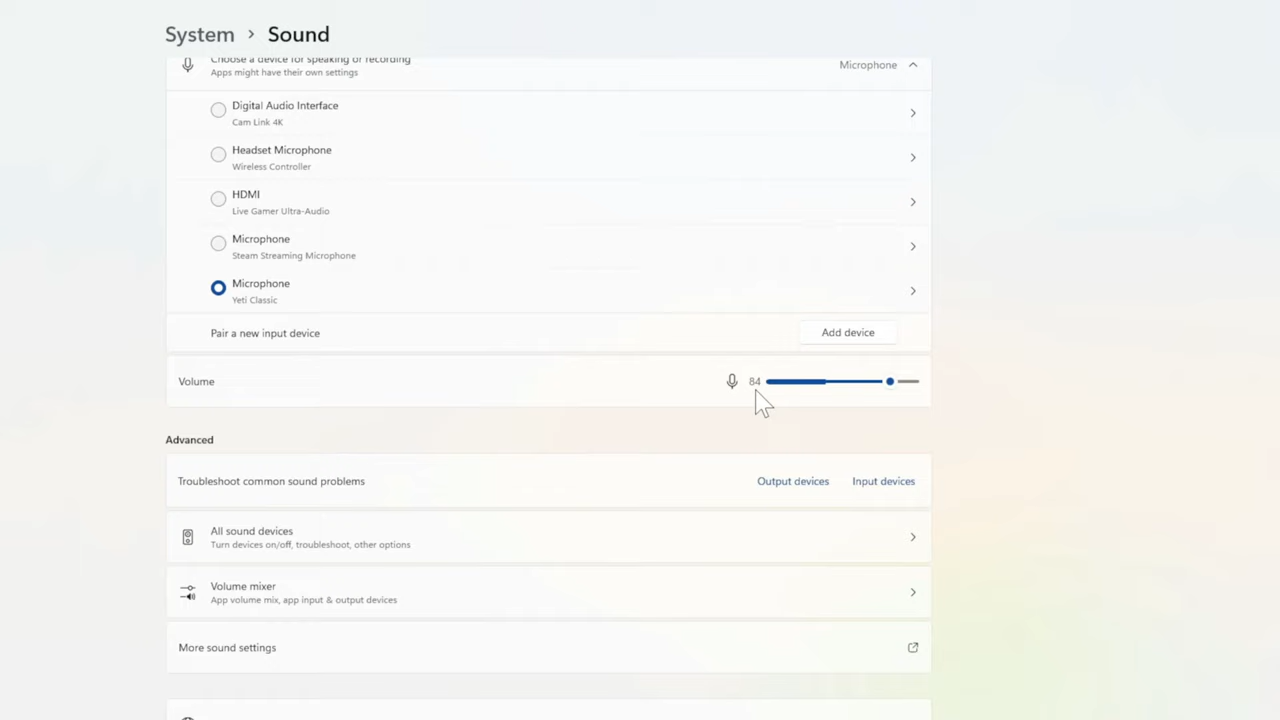 System > Sound
Choose a device for speaking or recording
Apps might have their own settings
Microphone
Digital Audio Interface
Cam Link 4K
Headset Microphone
Wireless Controller
HDMI
Live Gamer Ultra-Audio
Microphone
Steam Streaming Microphone
Microphone
Yeti Classic
Pair a new input device
Add device
Volume
84
Advanced
Troubleshoot common sound problems
Output devices
Input devices
All sound devices
Turn devices on/off, troubleshoot, other options
Volume mixer
App volume mix, app input & output devices
More sound settings